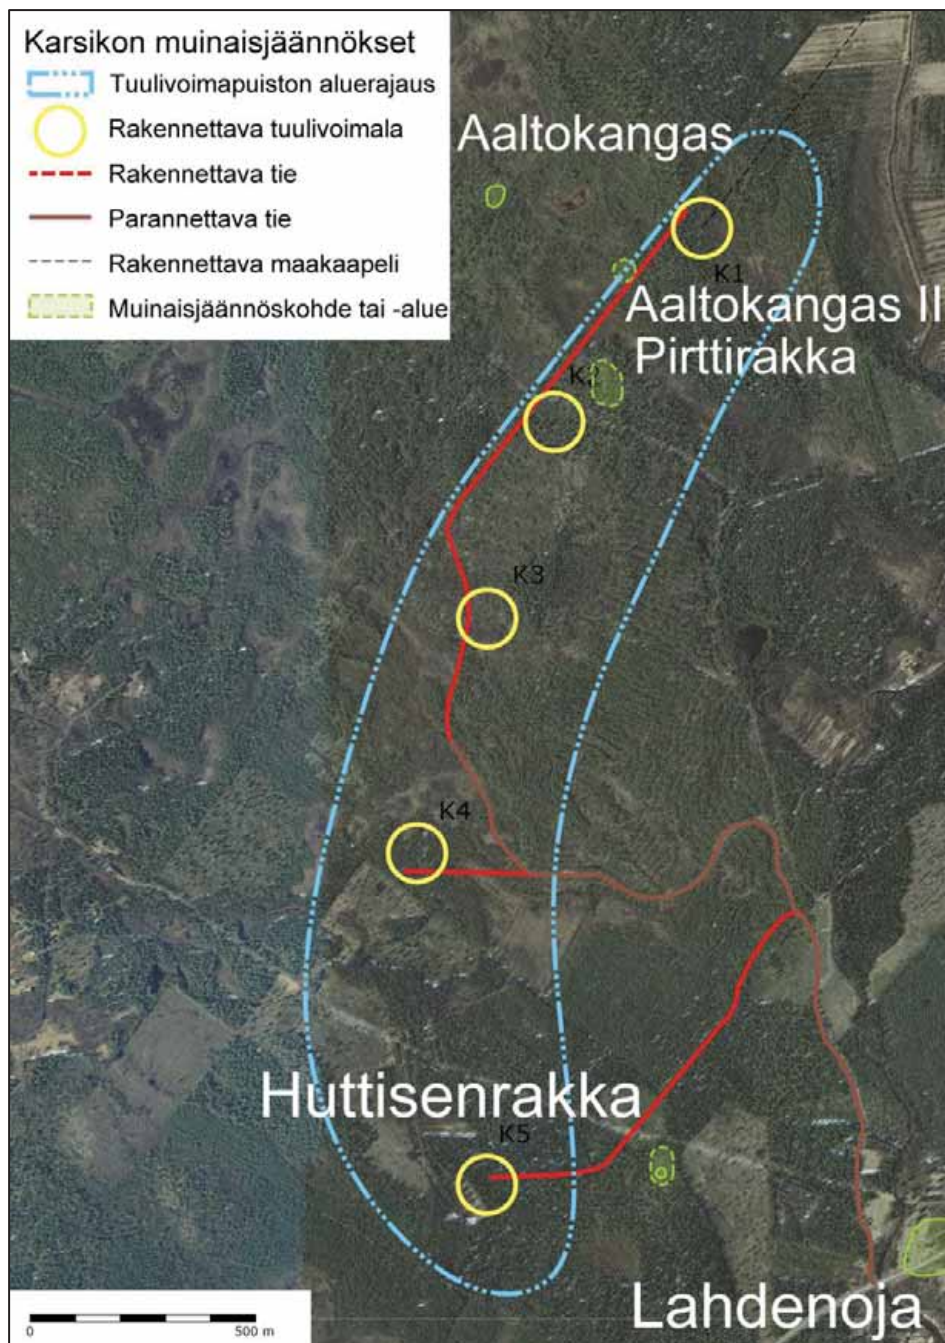 Karsikon muinaisjäännökset
Tuulivoimapuiston aluerajaus
Rakennettava tuulivoimala
Rakennettava tie
Parannettava tie
Rakennettava maakaapeli
Muinaisjäännöskohde tai -alue
Aaltokangas
K1
Aaltokangas II
Pirttirakka
K2
K3
K4
Huttisenrakka
K5
Lahdenoja
0 500 m